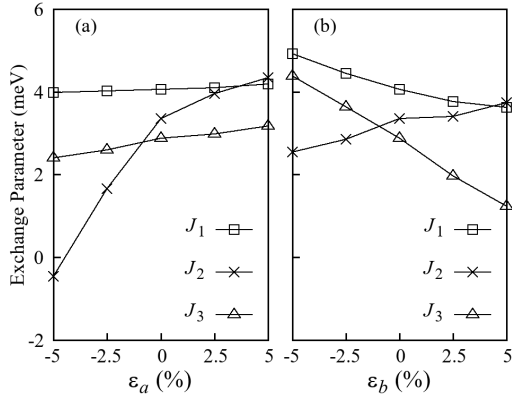 Exchange Parameter (meV)
6
4
2
0
-2
(a)
J1
J2
J3
-5 -2.5 0 2.5 5
εa (%)
(b)
J1
J2
J3
-5 -2.5 0 2.5 5
εb (%)